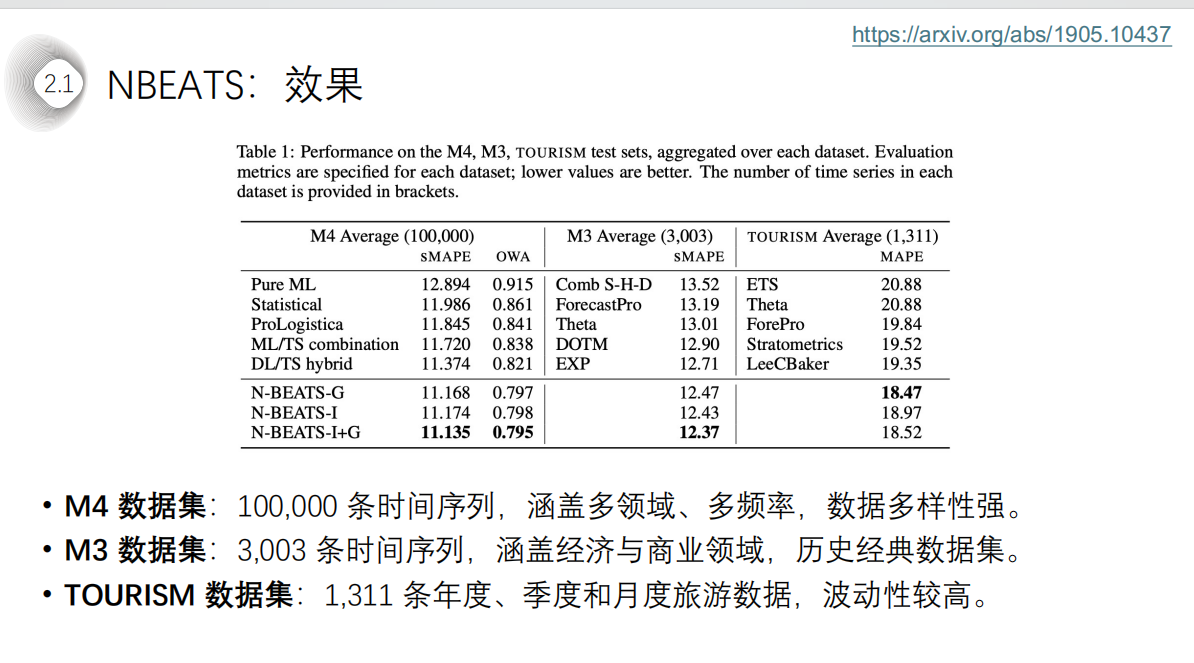 https://arxiv.org/abs/1905.10437
2.1 NBEATS：效果
Table 1: Performance on the M4, M3, TOURISM test sets, aggregated over each dataset. Evaluation
metrics are specified for each dataset; lower values are better. The number of time series in each
dataset is provided in brackets.
M4 Average (100,000) M3 Average (3,003) TOURISM Average (1,311)
sMAPE OWA sMAPE MAPE
Pure ML 12.894 0.915 Comb S-H-D 13.52 ETS 20.88
Statistical 11.986 0.861 ForecastPro 13.19 Theta 20.88
ProLogistica 11.845 0.841 Theta 13.01 ForePro 19.84
ML/TS combination 11.720 0.838 DOTM 12.90 Stratometrics 19.52
DL/TS hybrid 11.374 0.821 EXP 12.71 LeeCBaker 19.35
N-BEATS-G 11.168 0.797 12.47 18.47
N-BEATS-I 11.174 0.798 12.43 18.97
N-BEATS-I+G 11.135 0.795 12.37 18.52
• M4 数据集：100,000 条时间序列，涵盖多领域、多频率，数据多样性强。
• M3 数据集：3,003 条时间序列，涵盖经济与商业领域，历史经典数据集。
• TOURISM 数据集：1,311 条年度、季度和月度旅游数据，波动性较高。